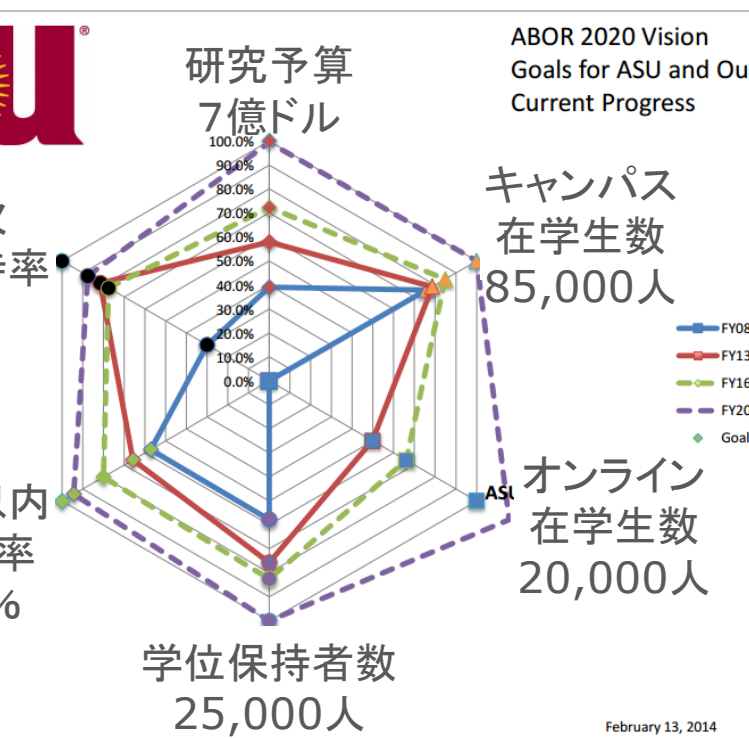 ABOR 2020 Vision
Goals for ASU and Ou
Current Progress
®
研究予算
7億ドル
100.0%
90.0%
80.0%
70.0%
60.0%
50.0%
40.0%
30.0%
20.0%
10.0%
0.0%
キャンパス
在学生数
85,000人
率
FY08
FY13
FY16
FY20
Goal
ASU
オンライン
在学生数
20,000人
内
率
%
学位保持者数
25,000人
February 13, 2014